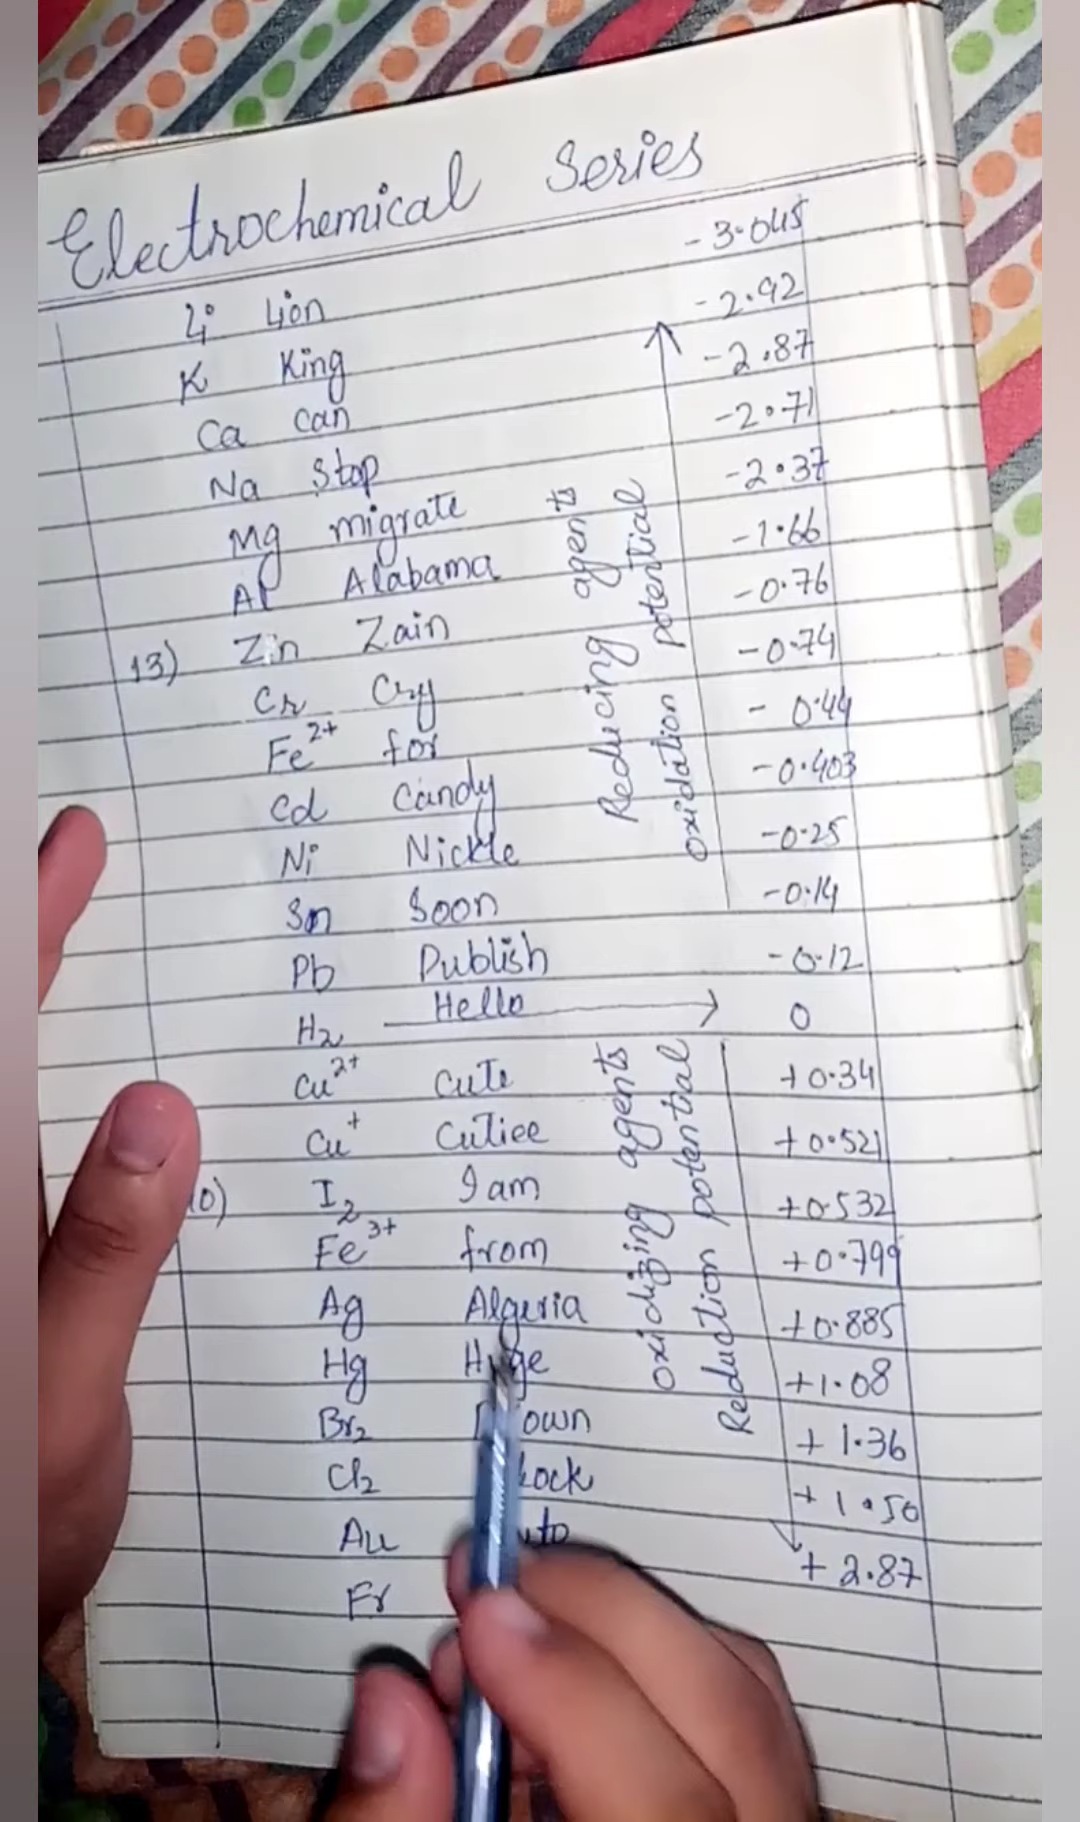 Electrochemical Series
Li Lion -3.045
K King -2.92
Ca can -2.87
Na Stop -2.71
Mg migrate -2.37
Al Alabama -1.66
13) Zin Zain -0.76
Cr Cry -0.74
Fe2+ for -0.44
Cd Candy -0.403
Ni Nickle -0.25
Sn Soon -0.14
Pb Publish -0.12
H2 Hello 0
Cu2+ Cute +0.34
Cu+ Cutiee +0.521
10) I2 I am +0.532
Fe3+ from +0.799
Ag Algeria +0.885
Hg Huge +1.08
Br2 own +1.36
Cl2 lock +1.50
Au uto +2.87
Fr
Reducing agents
oxidation potential
oxidizing agents
Reduction potential